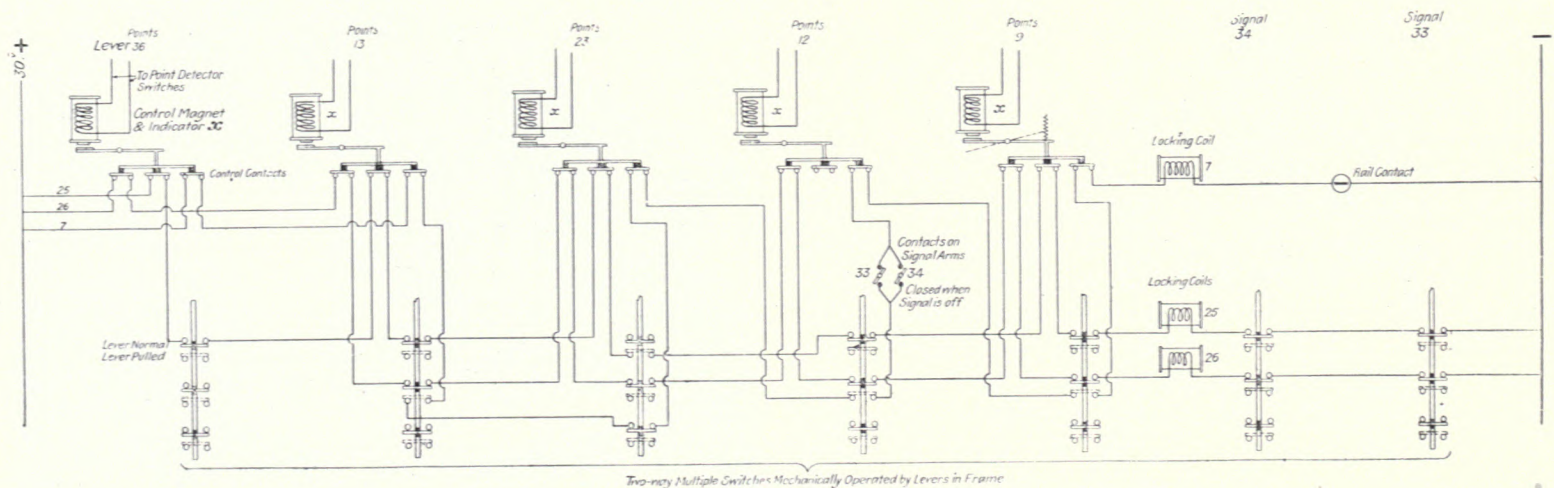 Points
Lever 36
Points
13
Points
23
Points
12
Points
9
Signal
34
Signal
33
+
30.V
—
To Point Detector
Switches
Control Magnet
& Indicator X
x
x
x
x
Control Contacts
Locking Coil
7
Rail Contact
25
26
7
Contacts on
Signal Arms
33
34
Closed when
Signal is off
Locking Coils
25
26
Lever Normal
Lever Pulled
Two-way Multiple Switches Mechanically Operated by Levers in Frame